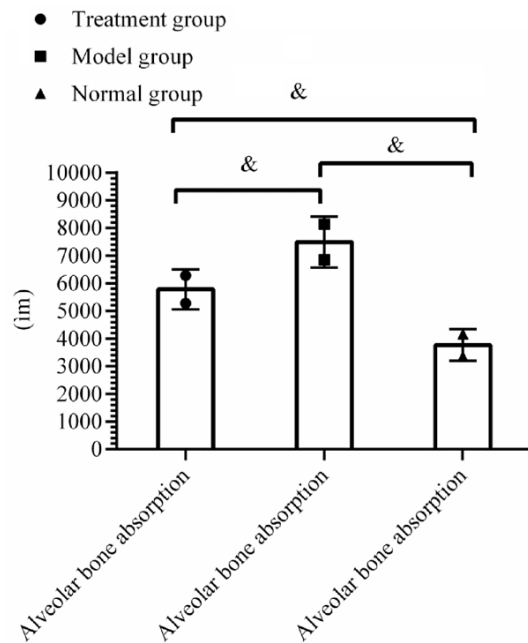 Treatment group
Model group
Normal group
&
&
&
10000
9000
8000
7000
6000
5000
4000
3000
2000
1000
0
(ìm)
Alveolar bone absorption
Alveolar bone absorption
Alveolar bone absorption